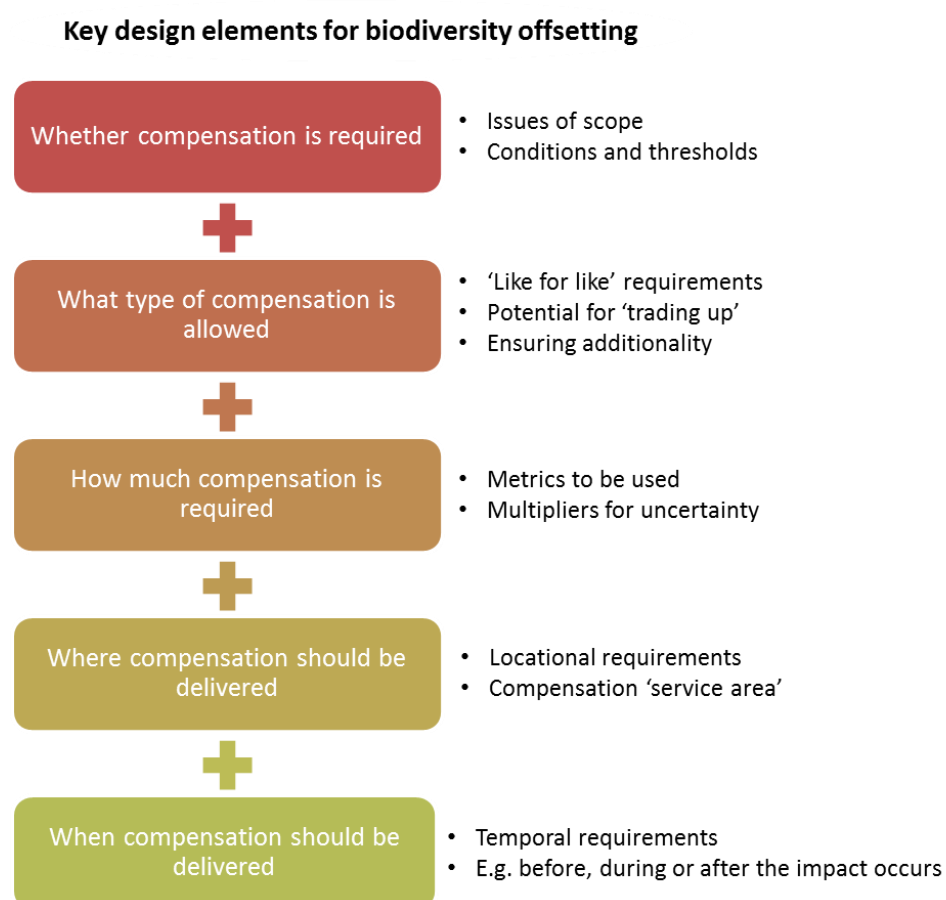 Key design elements for biodiversity offsetting
Whether compensation is required
• Issues of scope
• Conditions and thresholds
What type of compensation is
allowed
• ‘Like for like’ requirements
• Potential for ‘trading up’
• Ensuring additionality
How much compensation is
required
• Metrics to be used
• Multipliers for uncertainty
Where compensation should be
delivered
• Locational requirements
• Compensation ‘service area’
When compensation should be
delivered
• Temporal requirements
• E.g. before, during or after the impact occurs